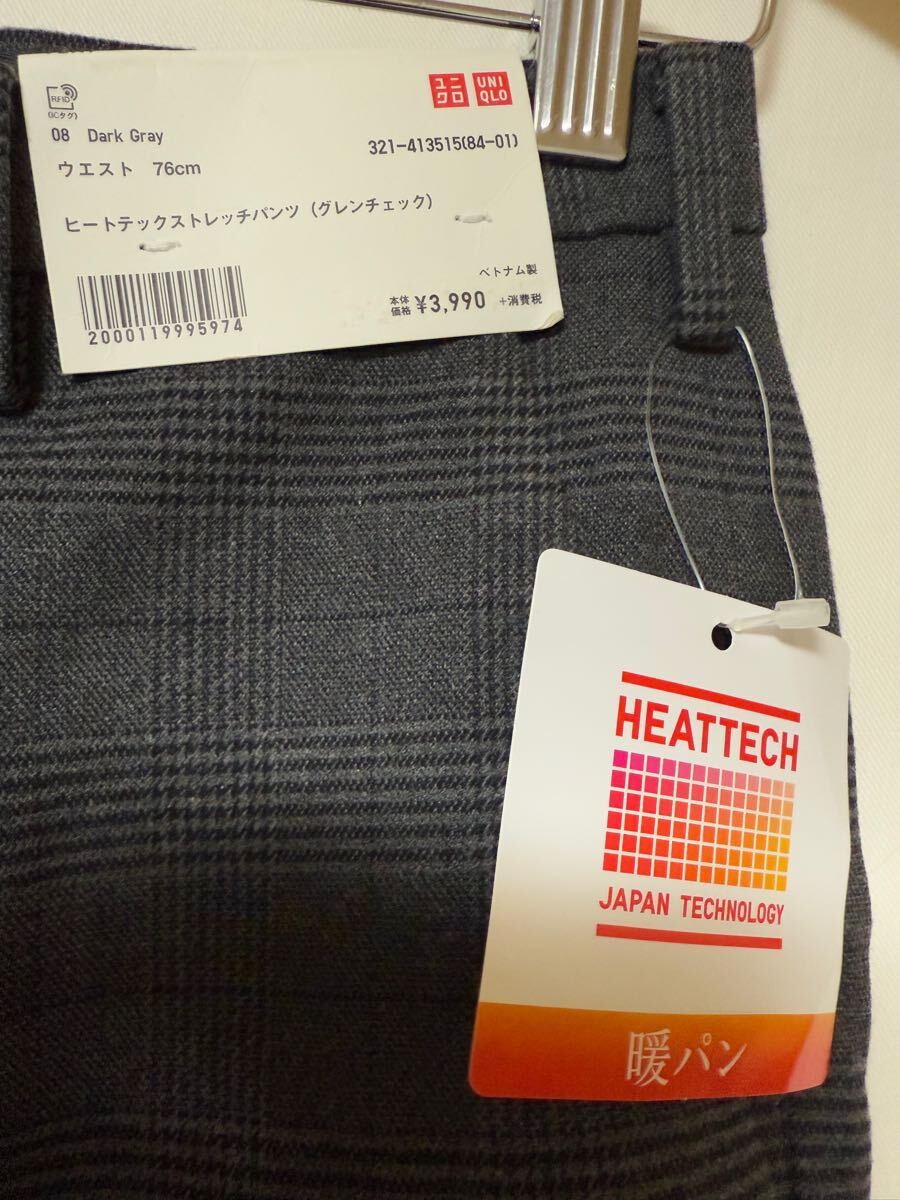 RFID
(ICタグ)
ユニクロ
UNIQLO
08 Dark Gray
321-413515(84-01)
ウエスト 76cm
ヒートテックストレッチパンツ (グレンチェック)
ベトナム製
本体価格 ¥3,990 +消費税
2000119995974
HEATTECH
JAPAN TECHNOLOGY
暖パン